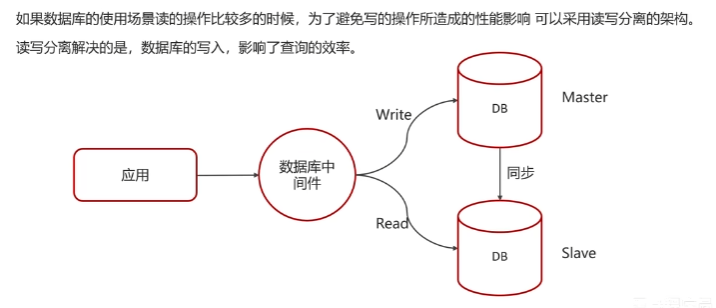 如果数据库的使用场景读的操作比较多的时候，为了避免写的操作所造成的性能影响 可以采用读写分离的架构。
读写分离解决的是，数据库的写入，影响了查询的效率。
Master
DB
Write
数据库中
间件
应用
同步
Read
DB
Slave